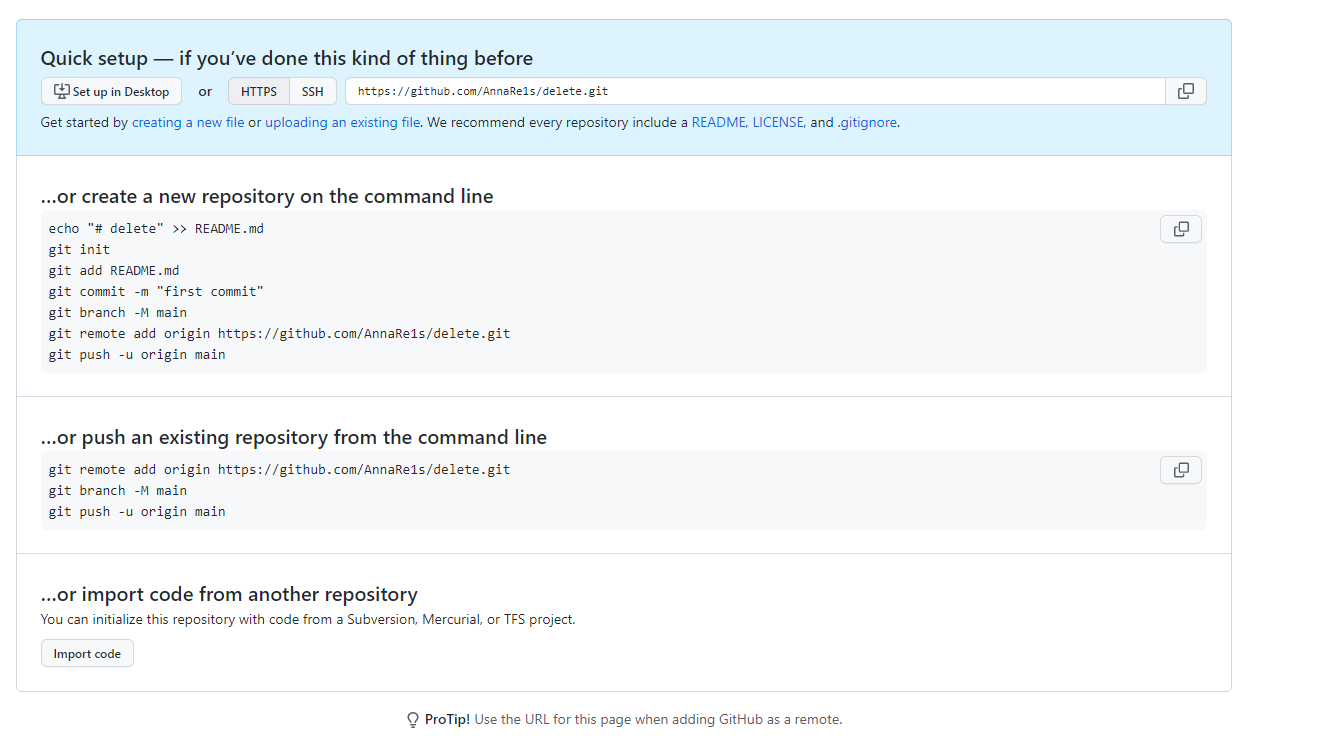 Quick setup — if you’ve done this kind of thing before
Set up in Desktop or HTTPS SSH https://github.com/AnnaRe1s/delete.git
Get started by creating a new file or uploading an existing file. We recommend every repository include a README, LICENSE, and .gitignore.
…or create a new repository on the command line
echo "# delete" >> README.md
git init
git add README.md
git commit -m "first commit"
git branch -M main
git remote add origin https://github.com/AnnaRe1s/delete.git
git push -u origin main
…or push an existing repository from the command line
git remote add origin https://github.com/AnnaRe1s/delete.git
git branch -M main
git push -u origin main
…or import code from another repository
You can initialize this repository with code from a Subversion, Mercurial, or TFS project.
Import code
ProTip! Use the URL for this page when adding GitHub as a remote.